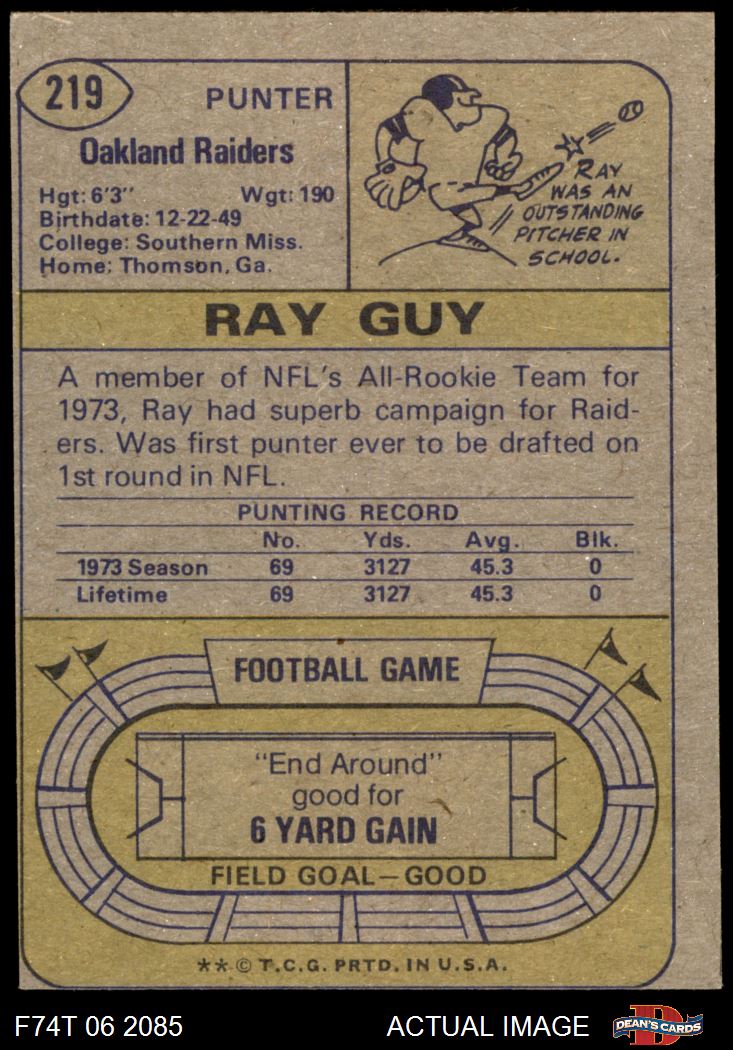 219
PUNTER
Oakland Raiders
Hgt: 6'3"    Wgt: 190
Birthdate: 12-22-49
College: Southern Miss.
Home: Thomson, Ga.
RAY
WAS AN
OUTSTANDING
PITCHER IN
SCHOOL.
RAY GUY
A member of NFL's All-Rookie Team for
1973, Ray had superb campaign for Raid-
ers. Was first punter ever to be drafted on
1st round in NFL.
PUNTING RECORD
No. Yds. Avg. Blk.
1973 Season 69 3127 45.3 0
Lifetime 69 3127 45.3 0
FOOTBALL GAME
"End Around"
good for
6 YARD GAIN
FIELD GOAL—GOOD
** © T.C.G. PRTD. IN U.S.A.
F74T 06 2085 ACTUAL IMAGE
D
DEAN'S CARDS